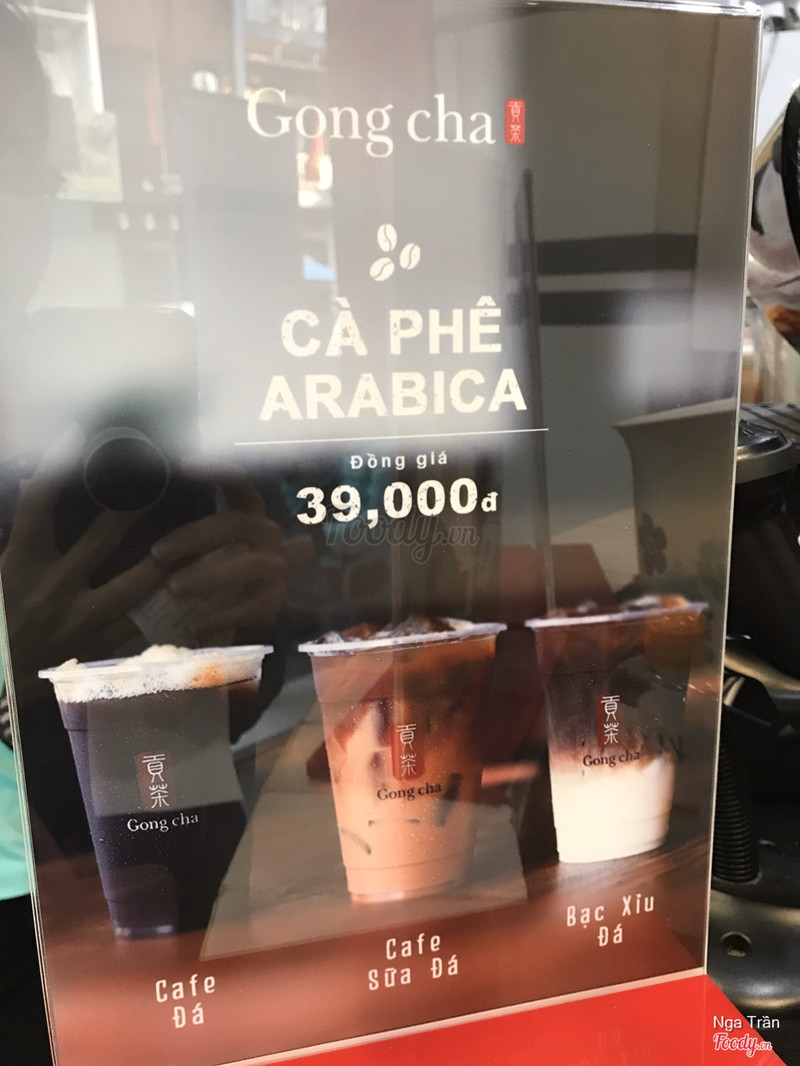 Gong cha 貢茶
CÀ PHÊ
ARABICA
Đồng giá
39,000đ
Foody.vn
貢茶
Gong cha
貢茶
Gong cha
貢茶
Gong cha
Cafe
Đá
Cafe
Sữa Đá
Bạc Xỉu
Đá
Nga Trần
Foody.vn